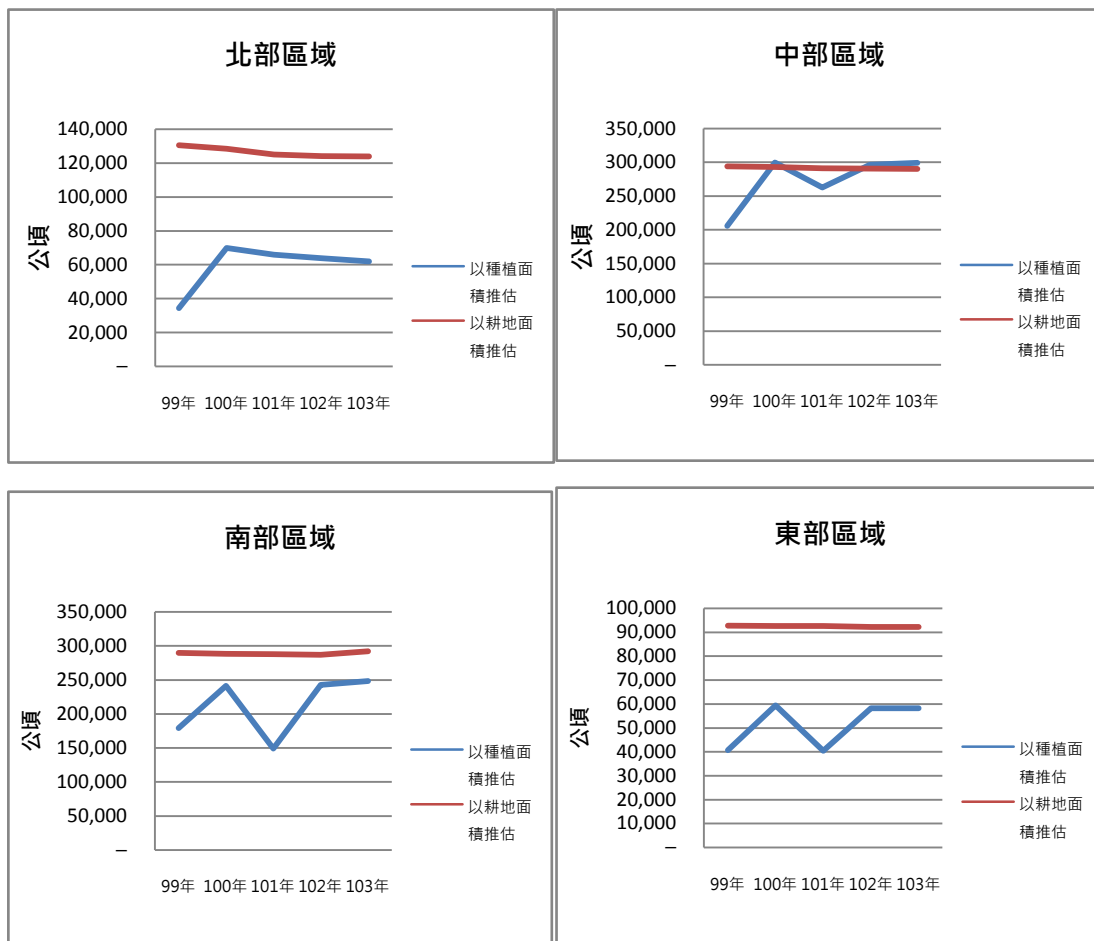 北部區域
140,000
120,000
100,000
80,000
60,000
40,000
20,000
–
公頃
99年 100年 101年 102年 103年
以種植面
積推估
以耕地面
積推估
中部區域
350,000
300,000
250,000
200,000
150,000
100,000
50,000
–
公頃
99年 100年 101年 102年 103年
以種植面
積推估
以耕地面
積推估
南部區域
350,000
300,000
250,000
200,000
150,000
100,000
50,000
–
公頃
99年 100年 101年 102年 103年
以種植面
積推估
以耕地面
積推估
東部區域
100,000
90,000
80,000
70,000
60,000
50,000
40,000
30,000
20,000
10,000
–
公頃
99年 100年 101年 102年 103年
以種植面
積推估
以耕地面
積推估